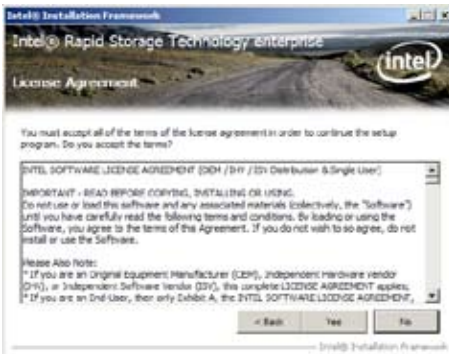 Intel® Installation Framework
Intel® Rapid Storage Technology enterprise
intel
License Agreement
You must accept all of the terms of the license agreement in order to continue the setup
program. Do you accept the terms?
INTEL SOFTWARE LICENSE AGREEMENT (OEM / IHV / ISV Distribution & Single User)
IMPORTANT - READ BEFORE COPYING, INSTALLING OR USING.
Do not use or load this software and any associated materials (collectively, the "Software")
until you have carefully read the following terms and conditions. By loading or using the
Software, you agree to the terms of this Agreement. If you do not wish to so agree, do not
install or use the Software.
Please Also Note:
* If you are an Original Equipment Manufacturer (OEM), Independent Hardware Vendor
(IHV), or Independent Software Vendor (ISV), this complete LICENSE AGREEMENT applies;
* If you are an End-User, then only Exhibit A, the INTEL SOFTWARE LICENSE AGREEMENT,
< Back
Yes
No
Intel® Installation Framework